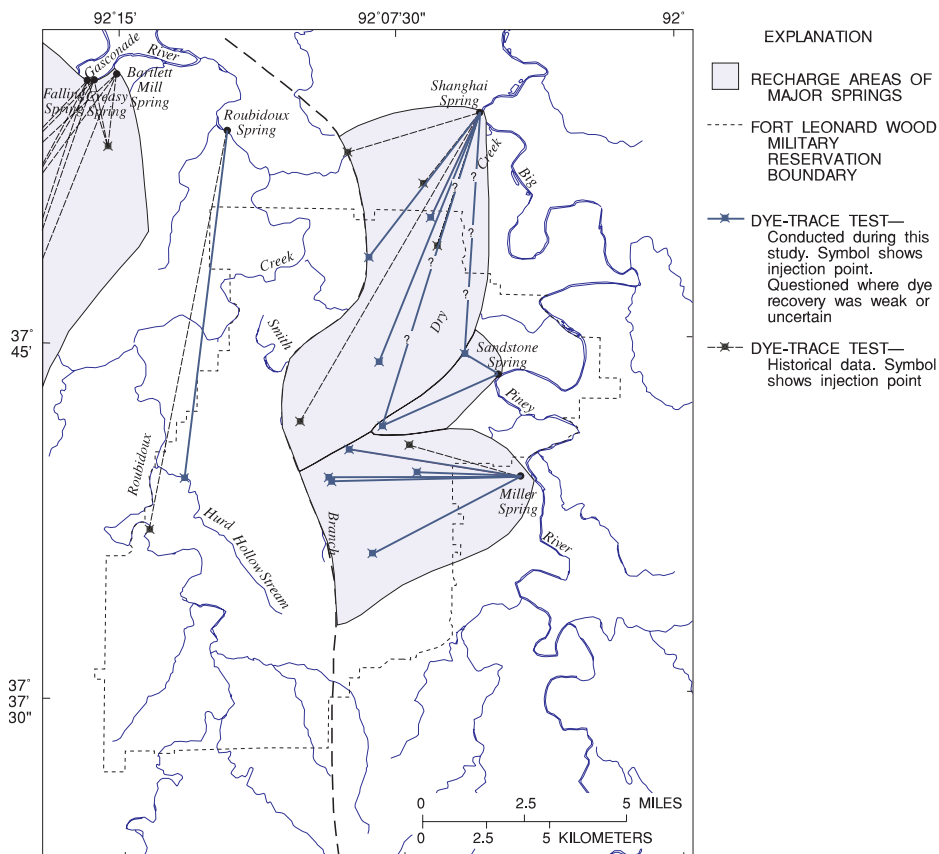 92°15'
92°07'30"
92°
Gasconade
River
Bartlett
Mill
Spring
Falling
Spring
Creasy
Spring
Roubidoux
Spring
Shanghai
Spring
Creek
Big
?
?
?
?
?
?
Creek
Smith
Dry
37°
45'
Sandstone
Spring
Piney
Roubidoux
Miller
Spring
Hurd
Hollow Stream
Branch
River
37°
37'
30"
0 2.5 5 MILES
0 2.5 5 KILOMETERS
EXPLANATION
RECHARGE AREAS OF
MAJOR SPRINGS
FORT LEONARD WOOD
MILITARY
RESERVATION
BOUNDARY
DYE-TRACE TEST—
Conducted during this
study. Symbol shows
injection point.
Questioned where dye
recovery was weak or
uncertain
DYE-TRACE TEST—
Historical data. Symbol
shows injection point